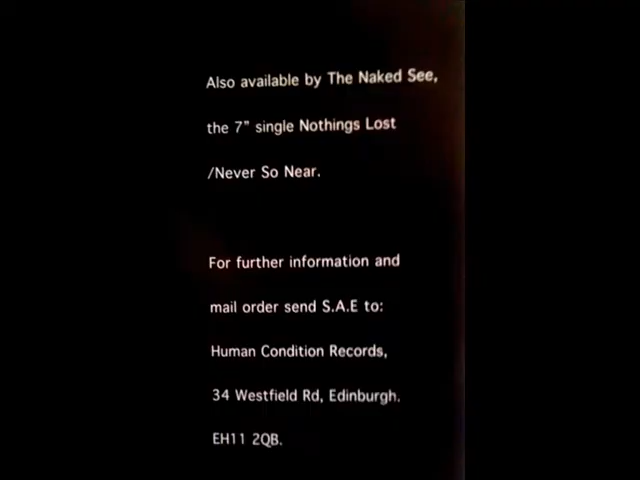 Also available by The Naked See,
the 7" single Nothings Lost
/Never So Near.
For further information and
mail order send S.A.E to:
Human Condition Records,
34 Westfield Rd, Edinburgh.
EH11 2QB.